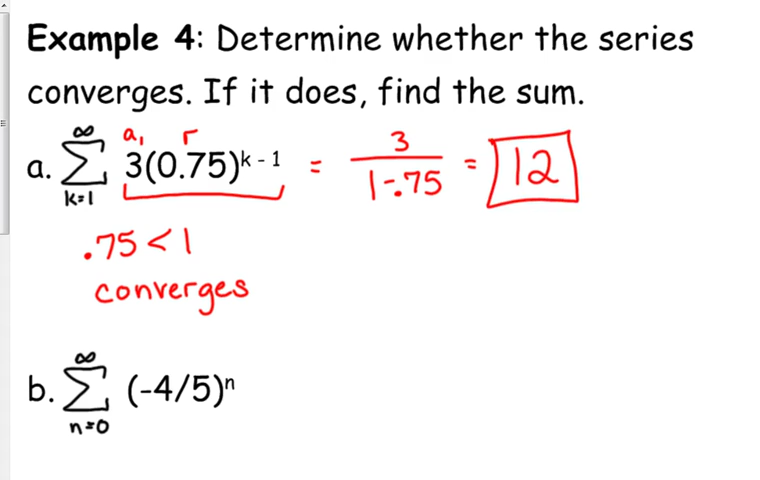 Example 4: Determine whether the series
converges. If it does, find the sum.
a. ∞ Σ k=1 3(0.75)^(k - 1) a₁ r = 3/(1-.75) = 12
.75 < 1
converges
b. ∞ Σ n=0 (-4/5)^n